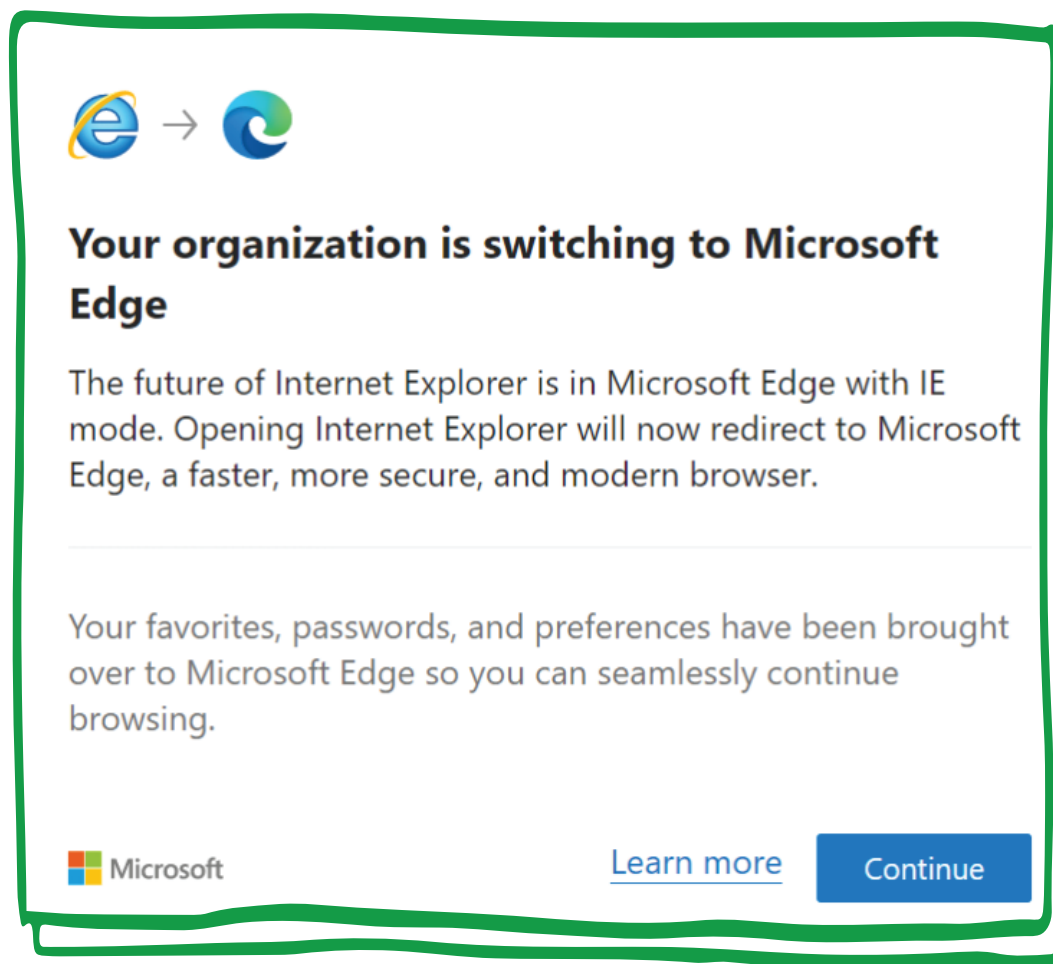 Your organization is switching to Microsoft
Edge
The future of Internet Explorer is in Microsoft Edge with IE
mode. Opening Internet Explorer will now redirect to Microsoft
Edge, a faster, more secure, and modern browser.
Your favorites, passwords, and preferences have been brought
over to Microsoft Edge so you can seamlessly continue
browsing.
Microsoft Learn more Continue